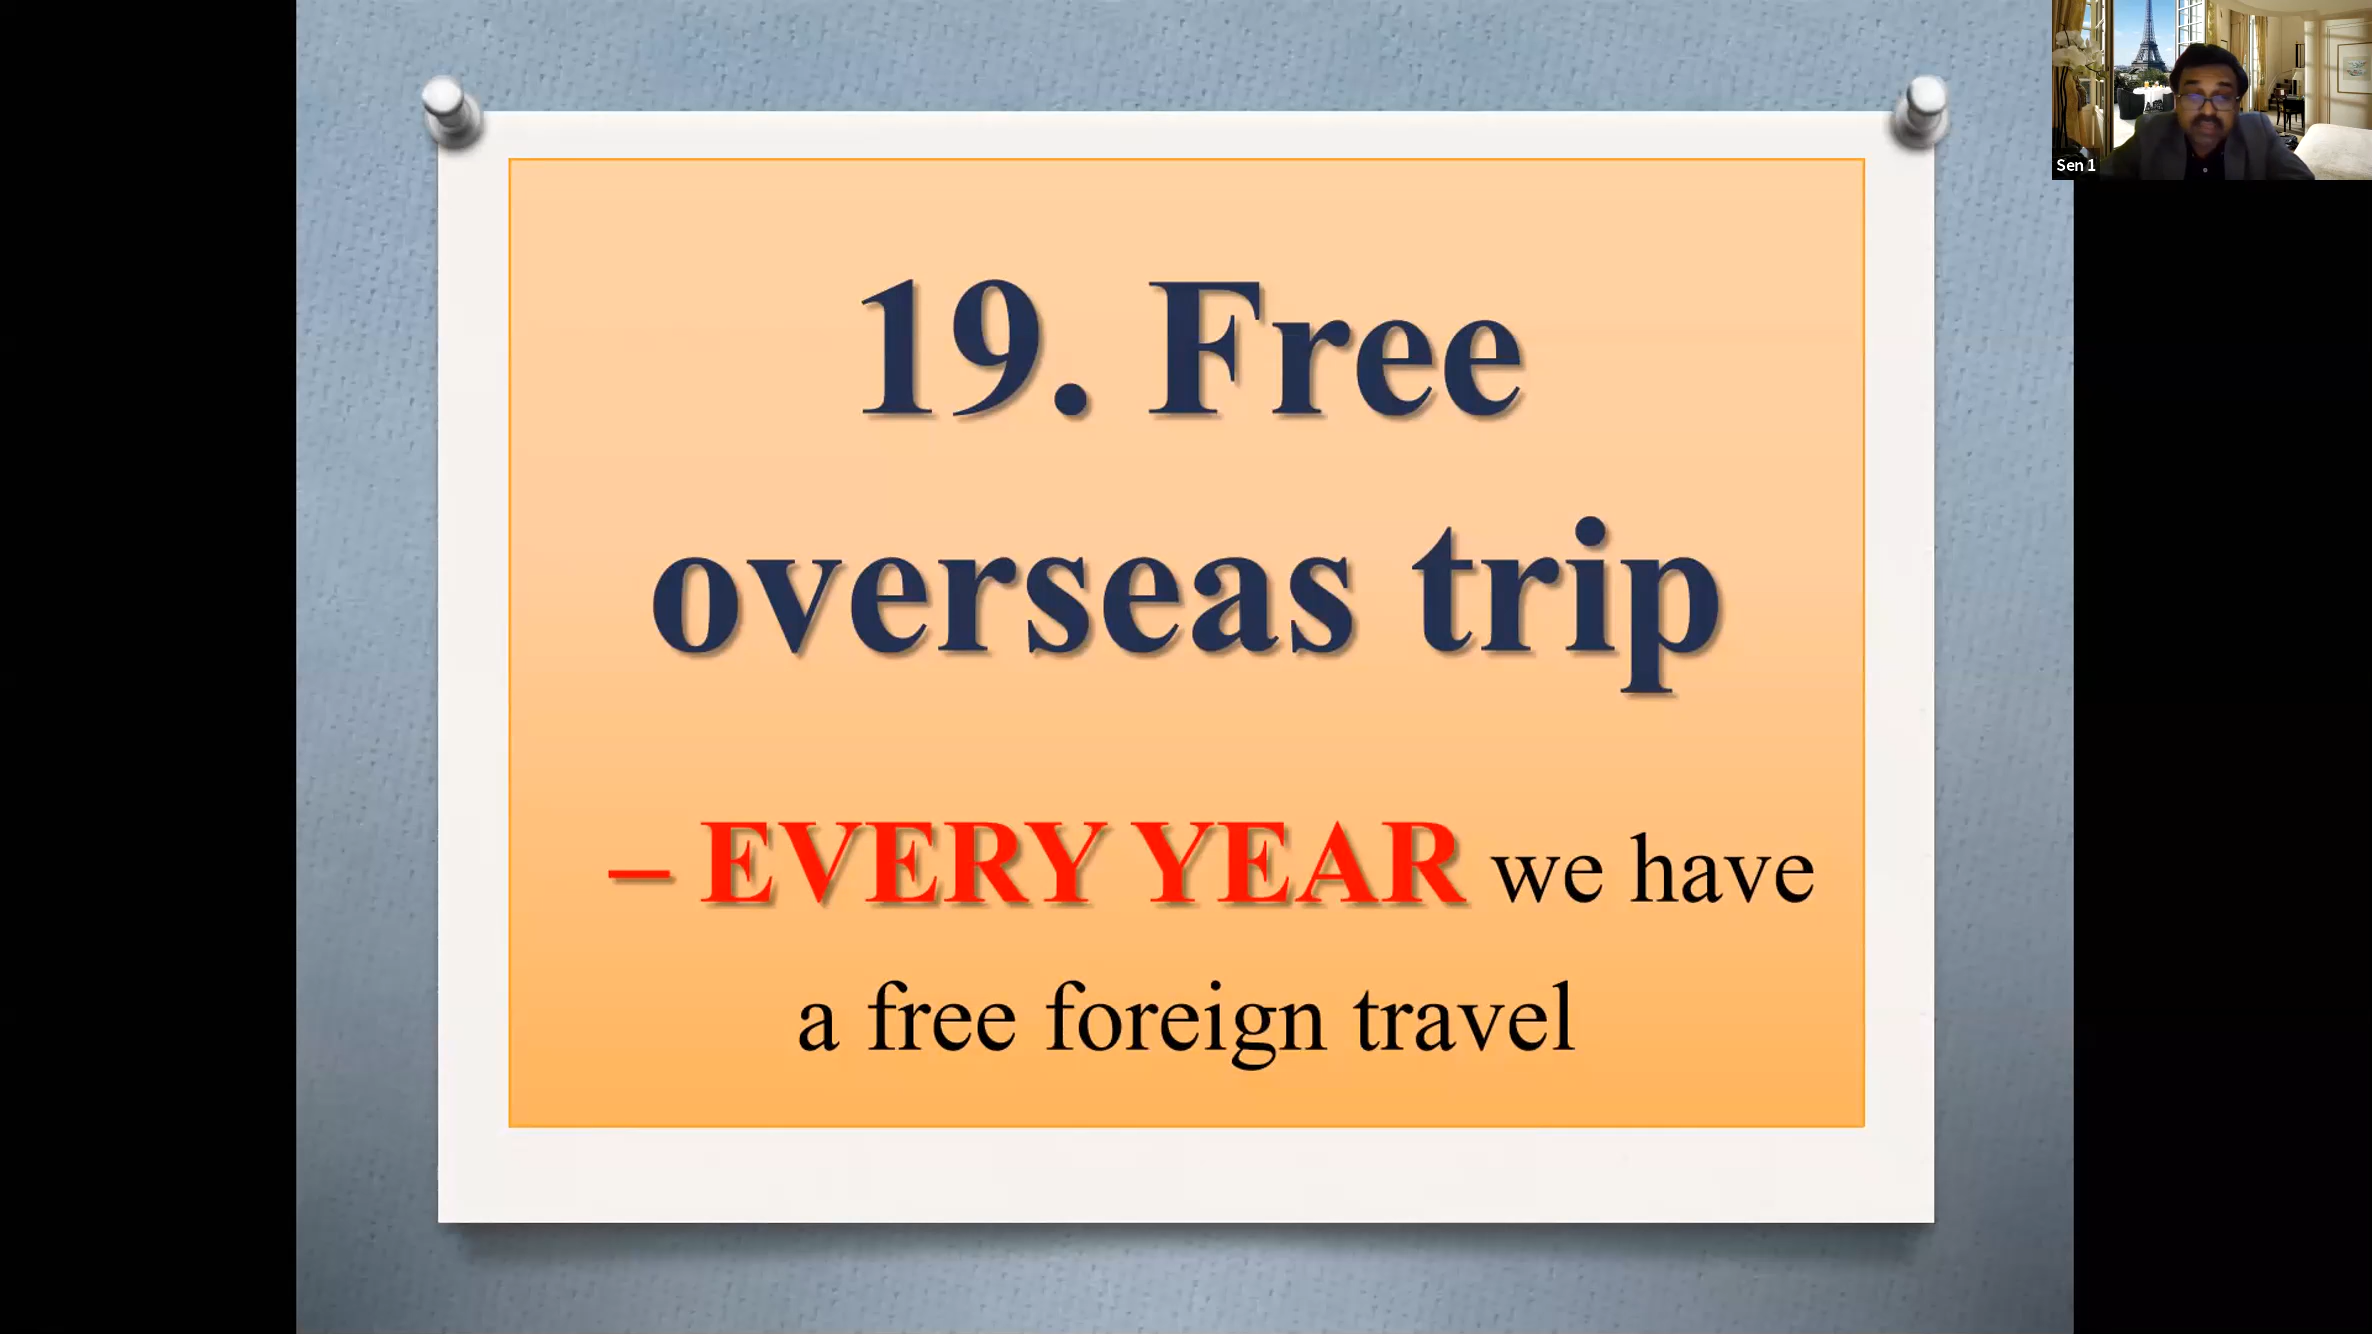 19. Free
overseas trip
– EVERY YEAR we have
a free foreign travel
Sen 1